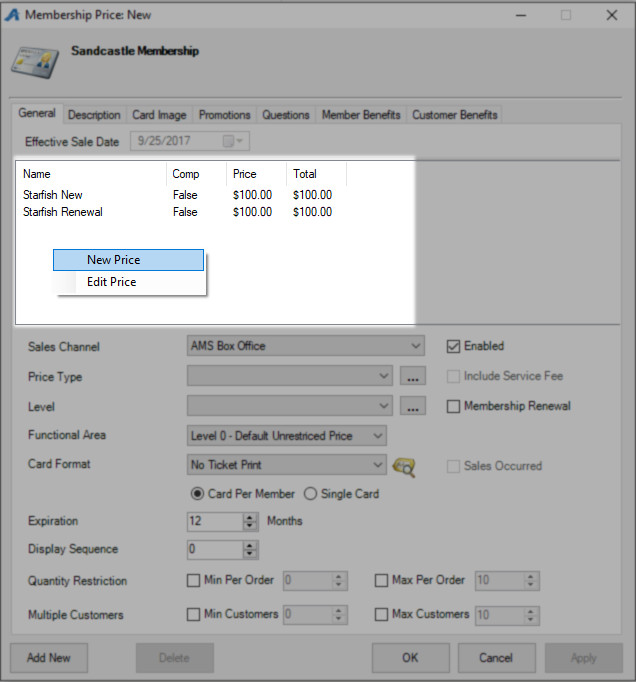 Membership Price: New
Sandcastle Membership
General Description Card Image Promotions Questions Member Benefits Customer Benefits
Effective Sale Date 9/25/2017
Name Comp Price Total
Starfish New False $100.00 $100.00
Starfish Renewal False $100.00 $100.00
New Price
Edit Price
Sales Channel AMS Box Office Enabled
Price Type ... Include Service Fee
Level ... Membership Renewal
Functional Area Level 0 - Default Unrestriced Price
Card Format No Ticket Print Sales Occurred
Card Per Member Single Card
Expiration 12 Months
Display Sequence 0
Quantity Restriction Min Per Order 0 Max Per Order 10
Multiple Customers Min Customers 0 Max Customers 10
Add New Delete OK Cancel Apply